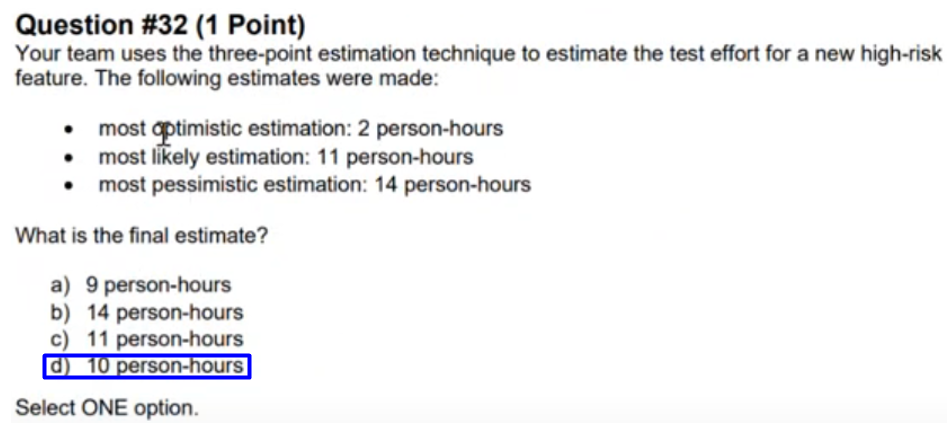 Question #32 (1 Point)
Your team uses the three-point estimation technique to estimate the test effort for a new high-risk
feature. The following estimates were made:
• most optimistic estimation: 2 person-hours
• most likely estimation: 11 person-hours
• most pessimistic estimation: 14 person-hours
What is the final estimate?
a) 9 person-hours
b) 14 person-hours
c) 11 person-hours
d) 10 person-hours
Select ONE option.